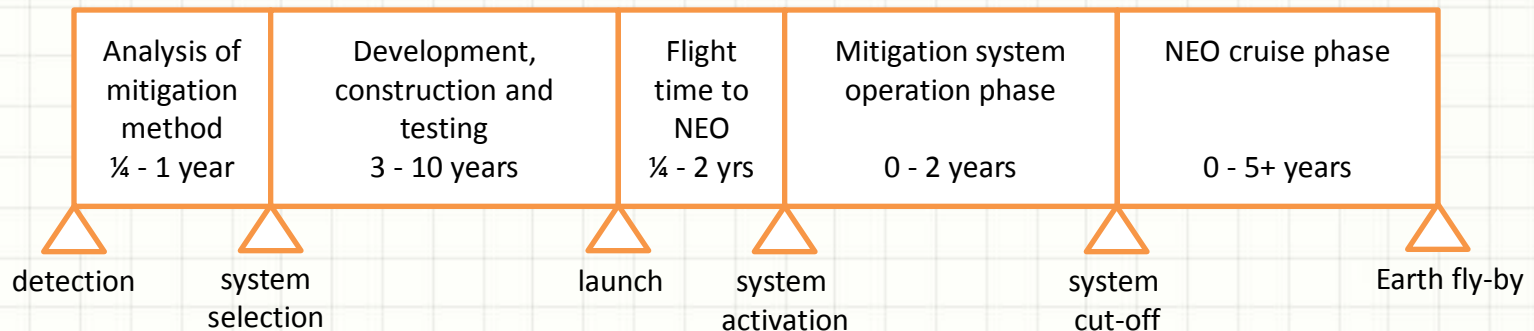 Analysis of
mitigation
method
¼ - 1 year
Development,
construction and
testing
3 - 10 years
Flight
time to
NEO
¼ - 2 yrs
Mitigation system
operation phase
0 - 2 years
NEO cruise phase
0 - 5+ years
detection
system
selection
launch
system
activation
system
cut-off
Earth fly-by